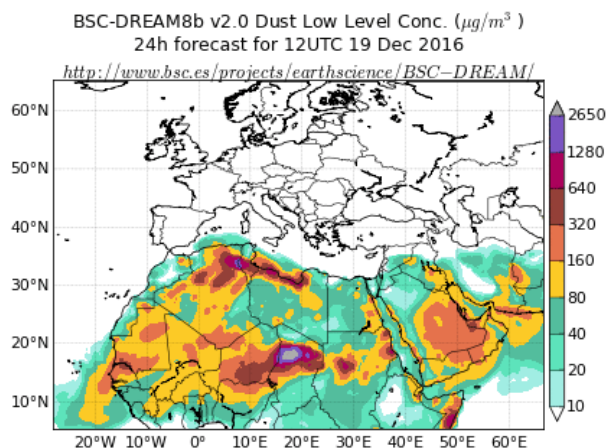 BSC-DREAM8b v2.0 Dust Low Level Conc. (μg/m³ )
24h forecast for 12UTC 19 Dec 2016
http://www.bsc.es/projects/earthscience/BSC−DREAM/
60°N
50°N
40°N
30°N
20°N
10°N
20°W 10°W 0° 10°E 20°E 30°E 40°E 50°E 60°E
2650
1280
640
320
160
80
40
20
10